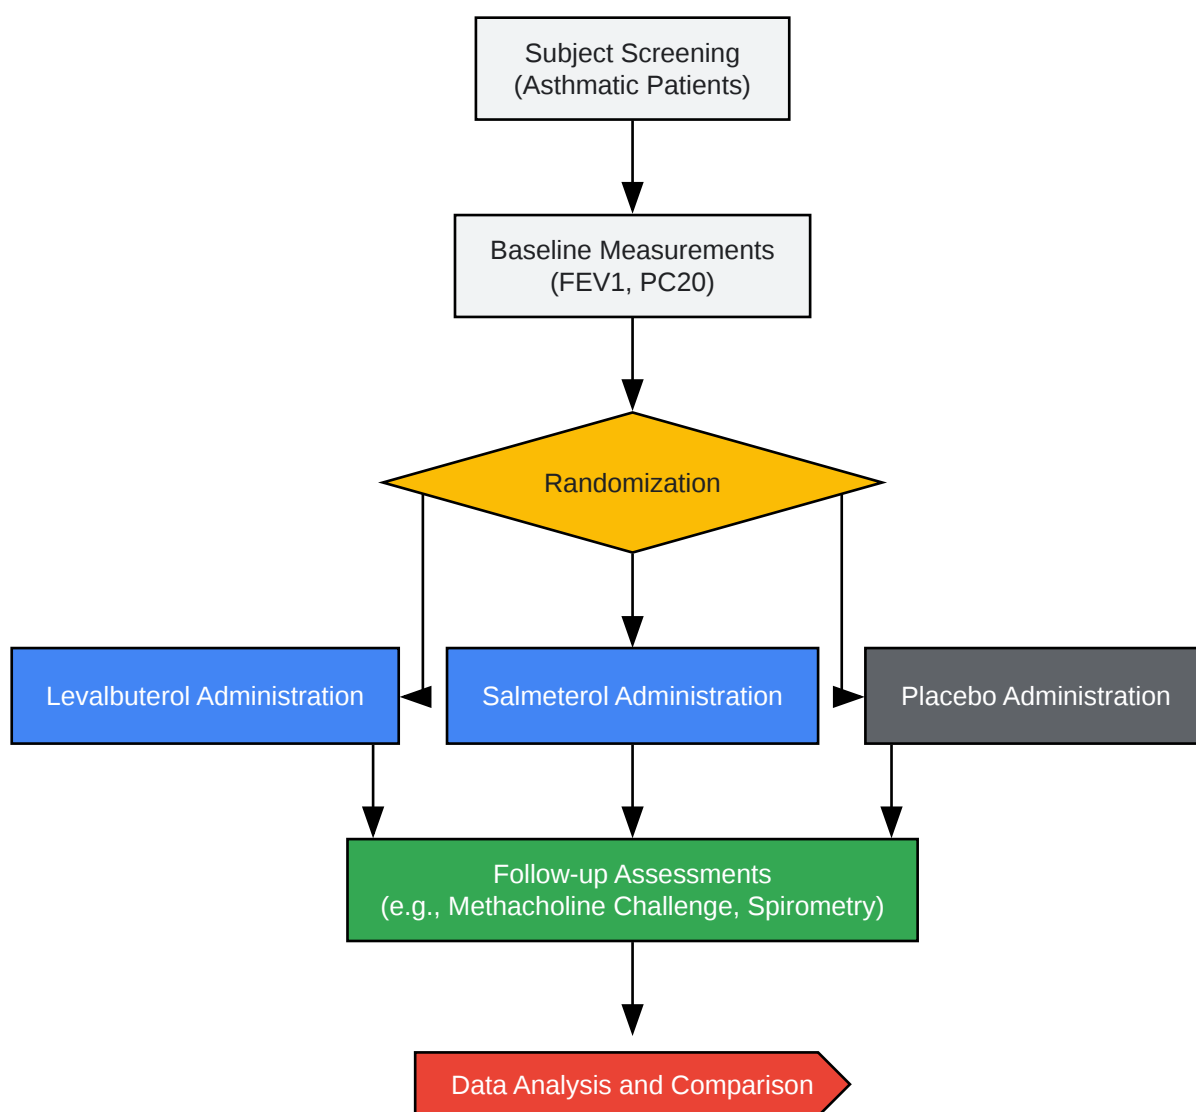 Subject Screening
(Asthmatic Patients)
Baseline Measurements
(FEV1, PC20)
Randomization
Levalbuterol Administration
Salmeterol Administration
Placebo Administration
Follow-up Assessments
(e.g., Methacholine Challenge, Spirometry)
Data Analysis and Comparison